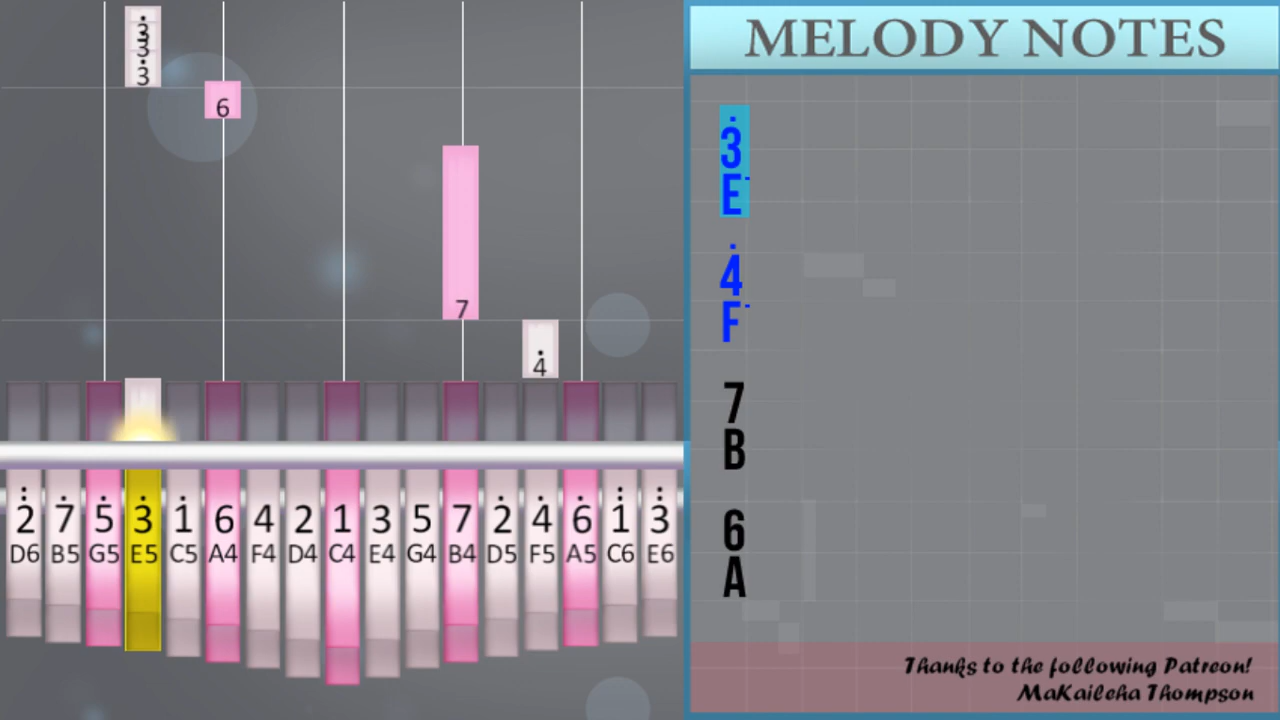 3̇
3
3̇
6
7
4̇
2̈ 7̇ 5̇ 3̇ 1̇ 6 4 2 1 3 5 7 2̇ 4̇ 6̇ 1̈ 3̈
D6 B5 G5 E5 C5 A4 F4 D4 C4 E4 G4 B4 D5 F5 A5 C6 E6
MELODY NOTES
3̇
E˙
4̇
F˙
7
B
6
A
Thanks to the following Patreon!
MaKaileha Thompson